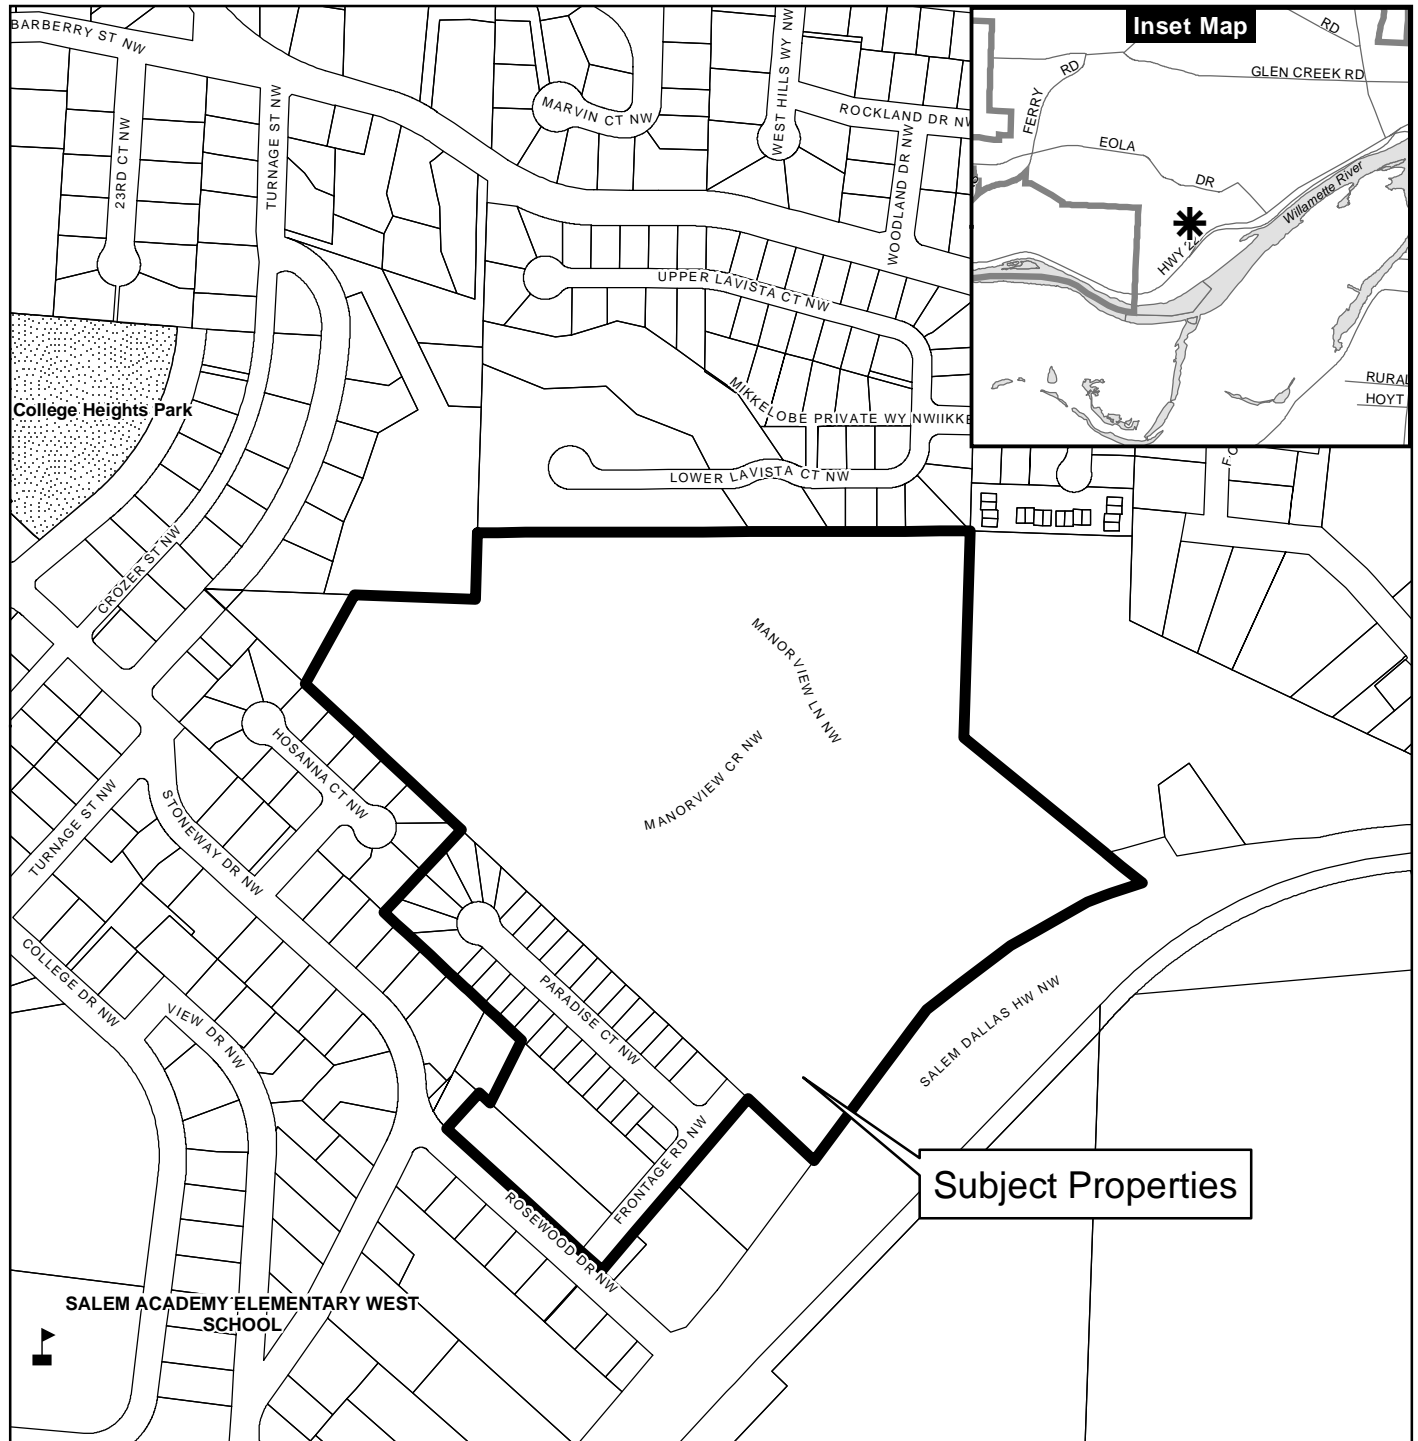 BARBERRY ST NW
23RD CT NW
TURNAGE ST NW
MARVIN CT NW
WEST HILLS WY NW
ROCKLAND DR NW
WOODLAND DR NW
Inset Map
RD
GLEN CREEK RD
FERRY
RD
EOLA
DR
Willamette River
HWY 22
RURAL
HOYT
UPPER LAVISTA CT NW
College Heights Park
MIKKELOBE PRIVATE WY NW
LOWER LAVISTA CT NW
CROZER ST NW
MANORVIEW LN NW
MANORVIEW CR NW
HOSANNA CT NW
TURNAGE ST NW
STONEWAY DR NW
COLLEGE DR NW
VIEW DR NW
PARADISE CT NW
SALEM DALLAS HW NW
FRONTAGE RD NW
ROSEWOOD DR NW
Subject Properties
SALEM ACADEMY ELEMENTARY WEST
SCHOOL